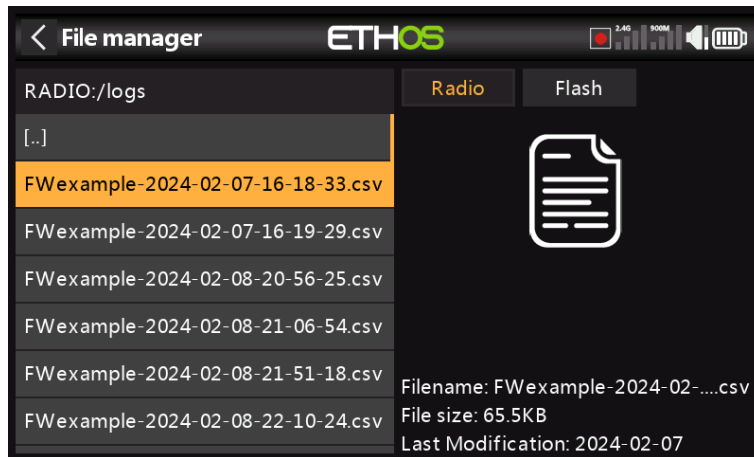 File manager
ETHOS
2.4G
900M
RADIO:/logs
Radio
Flash
[..]
FWexample-2024-02-07-16-18-33.csv
FWexample-2024-02-07-16-19-29.csv
FWexample-2024-02-08-20-56-25.csv
FWexample-2024-02-08-21-06-54.csv
FWexample-2024-02-08-21-51-18.csv
FWexample-2024-02-08-22-10-24.csv
Filename: FWexample-2024-02-....csv
File size: 65.5KB
Last Modification: 2024-02-07